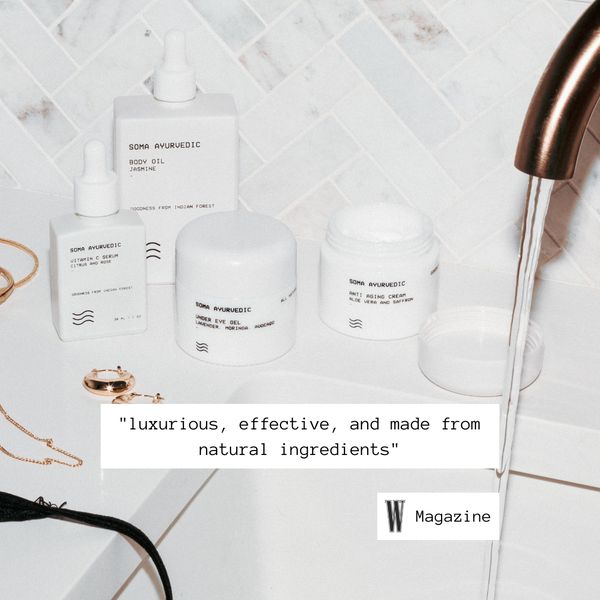 SOMA AYURVEDIC
BODY OIL
JASMINE
GOODNESS FROM INDIAN FOREST
SOMA AYURVEDIC
VITAMIN C SERUM
CITRUS AND ROSE
GOODNESS FROM INDIAN FOREST
SOMA AYURVEDIC
UNDER EYE GEL
LAVENDER, MORINGA, AVOCADO
ALL
SOMA AYURVEDIC
ANTI AGING CREAM
ALOE VERA AND SAFFRON
"luxurious, effective, and made from
natural ingredients"
W Magazine